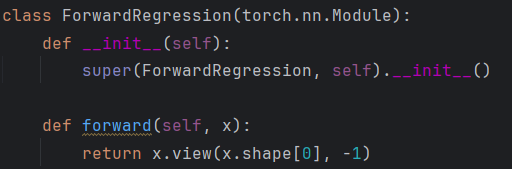 class ForwardRegression(torch.nn.Module):
    def __init__(self):
        super(ForwardRegression, self).__init__()

    def forward(self, x):
        return x.view(x.shape[0], -1)